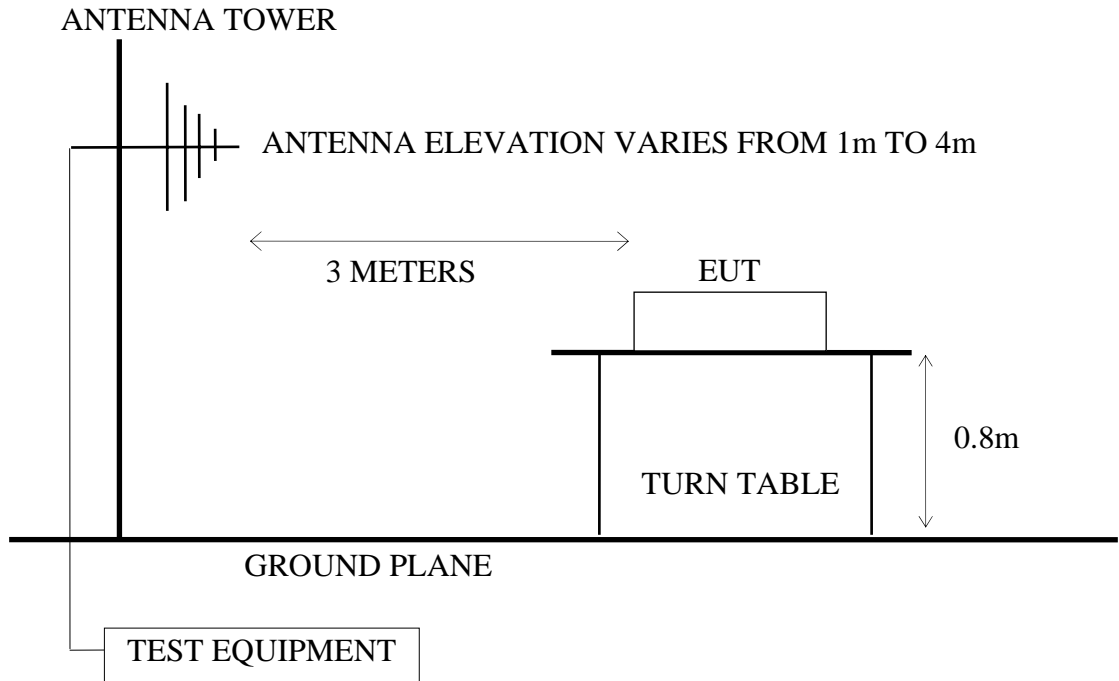 ANTENNA TOWER
ANTENNA ELEVATION VARIES FROM 1m TO 4m
3 METERS
EUT
0.8m
TURN TABLE
GROUND PLANE
TEST EQUIPMENT